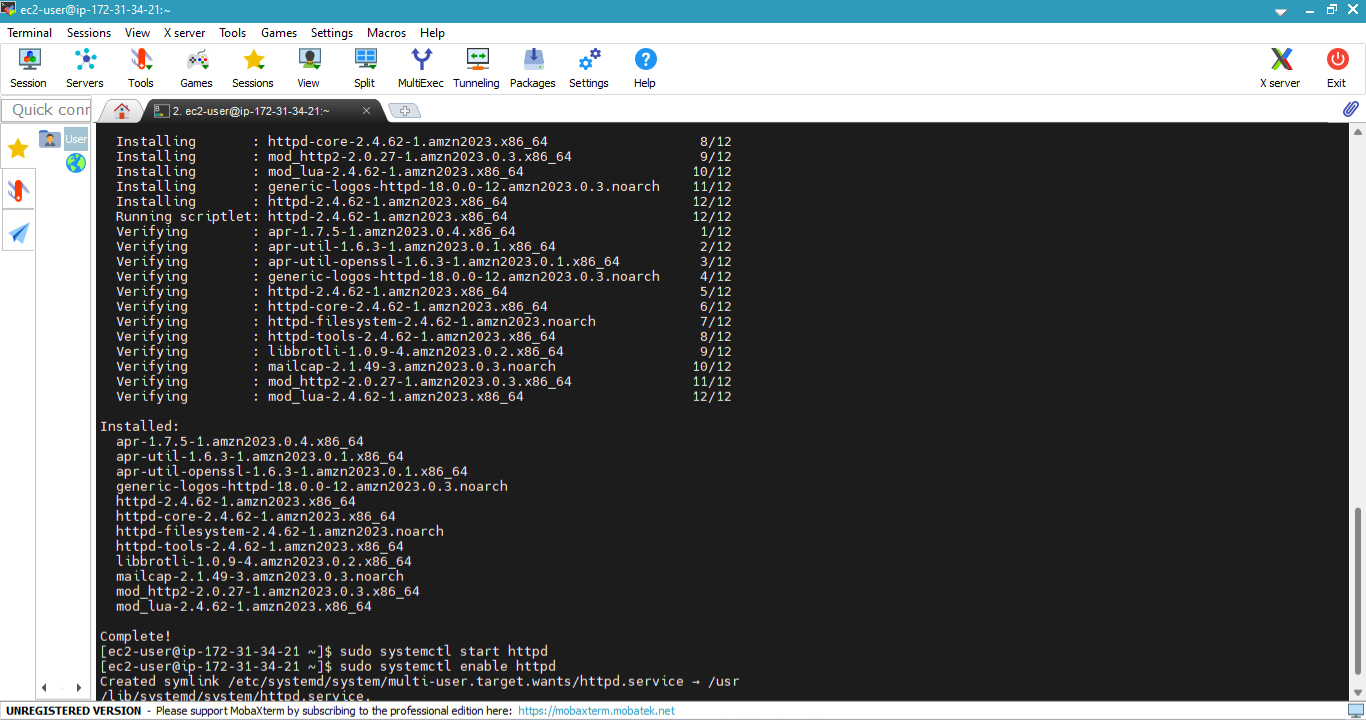 ec2-user@ip-172-31-34-21:~
Terminal Sessions View X server Tools Games Settings Macros Help
Session Servers Tools Games Sessions View Split MultiExec Tunneling Packages Settings Help X server Exit
Quick conn
2. ec2-user@ip-172-31-34-21:~
User
Installing : httpd-core-2.4.62-1.amzn2023.x86_64 8/12
Installing : mod_http2-2.0.27-1.amzn2023.0.3.x86_64 9/12
Installing : mod_lua-2.4.62-1.amzn2023.x86_64 10/12
Installing : generic-logos-httpd-18.0.0-12.amzn2023.0.3.noarch 11/12
Installing : httpd-2.4.62-1.amzn2023.x86_64 12/12
Running scriptlet: httpd-2.4.62-1.amzn2023.x86_64 12/12
Verifying : apr-1.7.5-1.amzn2023.0.4.x86_64 1/12
Verifying : apr-util-1.6.3-1.amzn2023.0.1.x86_64 2/12
Verifying : apr-util-openssl-1.6.3-1.amzn2023.0.1.x86_64 3/12
Verifying : generic-logos-httpd-18.0.0-12.amzn2023.0.3.noarch 4/12
Verifying : httpd-2.4.62-1.amzn2023.x86_64 5/12
Verifying : httpd-core-2.4.62-1.amzn2023.x86_64 6/12
Verifying : httpd-filesystem-2.4.62-1.amzn2023.noarch 7/12
Verifying : httpd-tools-2.4.62-1.amzn2023.x86_64 8/12
Verifying : libbrotli-1.0.9-4.amzn2023.0.2.x86_64 9/12
Verifying : mailcap-2.1.49-3.amzn2023.0.3.noarch 10/12
Verifying : mod_http2-2.0.27-1.amzn2023.0.3.x86_64 11/12
Verifying : mod_lua-2.4.62-1.amzn2023.x86_64 12/12
Installed:
apr-1.7.5-1.amzn2023.0.4.x86_64
apr-util-1.6.3-1.amzn2023.0.1.x86_64
apr-util-openssl-1.6.3-1.amzn2023.0.1.x86_64
generic-logos-httpd-18.0.0-12.amzn2023.0.3.noarch
httpd-2.4.62-1.amzn2023.x86_64
httpd-core-2.4.62-1.amzn2023.x86_64
httpd-filesystem-2.4.62-1.amzn2023.noarch
httpd-tools-2.4.62-1.amzn2023.x86_64
libbrotli-1.0.9-4.amzn2023.0.2.x86_64
mailcap-2.1.49-3.amzn2023.0.3.noarch
mod_http2-2.0.27-1.amzn2023.0.3.x86_64
mod_lua-2.4.62-1.amzn2023.x86_64
Complete!
[ec2-user@ip-172-31-34-21 ~]$ sudo systemctl start httpd
[ec2-user@ip-172-31-34-21 ~]$ sudo systemctl enable httpd
Created symlink /etc/systemd/system/multi-user.target.wants/httpd.service → /usr
/lib/systemd/system/httpd.service.
UNREGISTERED VERSION - Please support MobaXterm by subscribing to the professional edition here: https://mobaxterm.mobatek.net